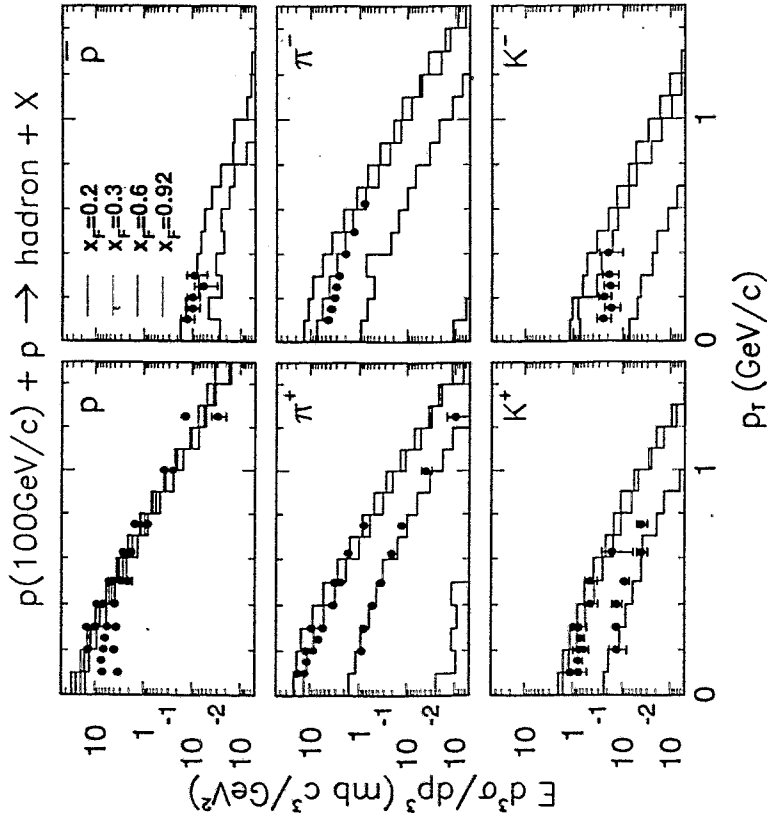 p(100GeV/c) + p → hadron + X
p
p̄
x_F=0.2
x_F=0.3
x_F=0.6
x_F=0.92
π⁺
π⁻
K⁺
K⁻
10
1
10⁻¹
10⁻²
10
1
10⁻¹
10⁻²
10
1
10⁻¹
10⁻²
0
1
0
1
p_T (GeV/c)
E d³σ/dp³ (mb c³/GeV²)